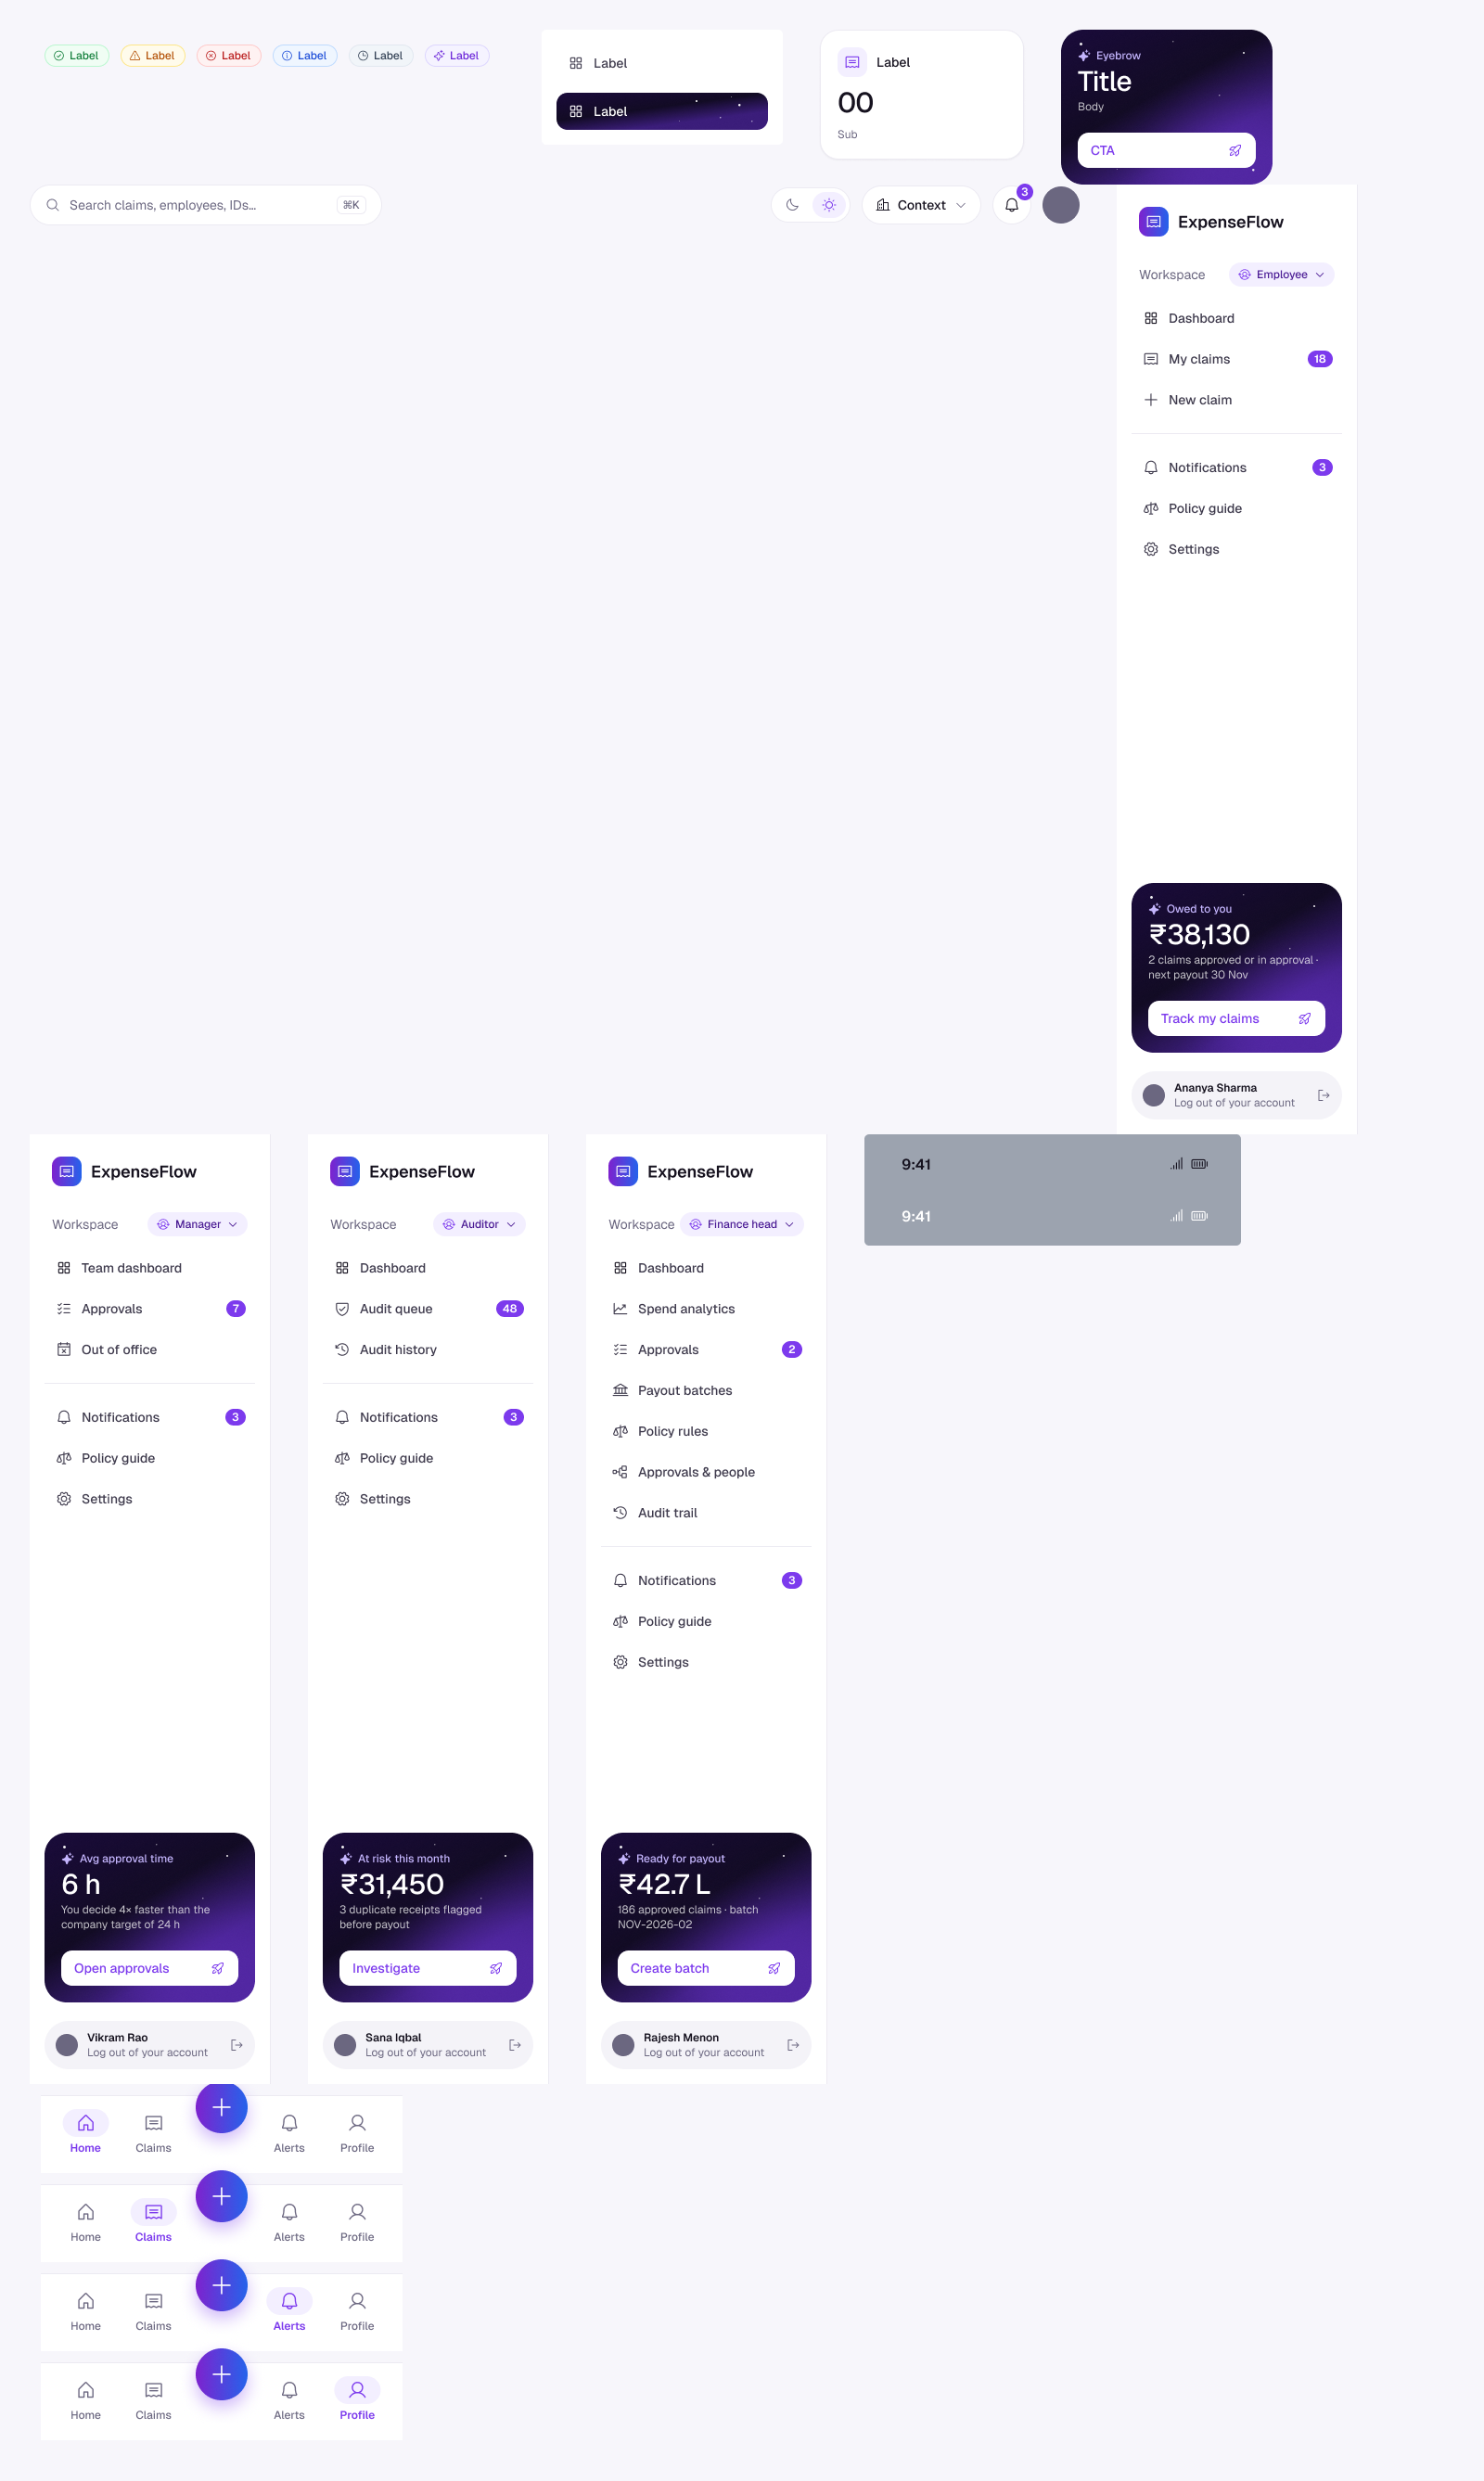 Label
Label
Label
Label
Label
Label
Label
Label
Label
00
Sub
Eyebrow
Title
Body
CTA
Search claims, employees, IDs...
⌘K
Context
3
ExpenseFlow
Workspace
Employee
Dashboard
My claims
18
New claim
Notifications
3
Policy guide
Settings
Owed to you
₹38,130
2 claims approved or in approval ·
next payout 30 Nov
Track my claims
Ananya Sharma
Log out of your account
ExpenseFlow
Workspace
Manager
Team dashboard
Approvals
7
Out of office
Notifications
3
Policy guide
Settings
Avg approval time
6 h
You decide 4× faster than the
company target of 24 h
Open approvals
Vikram Rao
Log out of your account
ExpenseFlow
Workspace
Auditor
Dashboard
Audit queue
48
Audit history
Notifications
3
Policy guide
Settings
At risk this month
₹31,450
3 duplicate receipts flagged
before payout
Investigate
Sana Iqbal
Log out of your account
ExpenseFlow
Workspace
Finance head
Dashboard
Spend analytics
Approvals
2
Payout batches
Policy rules
Approvals & people
Audit trail
Notifications
3
Policy guide
Settings
Ready for payout
₹42.7 L
186 approved claims · batch
NOV-2026-02
Create batch
Rajesh Menon
Log out of your account
9:41
9:41
Home
Claims
Alerts
Profile
Home
Claims
Alerts
Profile
Home
Claims
Alerts
Profile
Home
Claims
Alerts
Profile